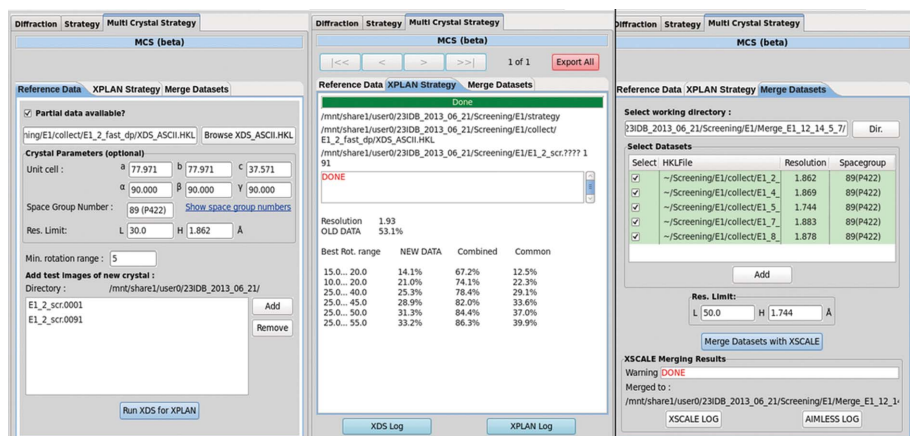 Diffraction Strategy Multi Crystal Strategy
MCS (beta)
Reference Data XPLAN Strategy Merge Datasets
Partial data available?
ning/E1/collect/E1_2_fast_dp/XDS_ASCII.HKL Browse XDS_ASCII.HKL
Crystal Parameters (optional)
Unit cell : a 77.971 b 77.971 c 37.571
α 90.000 β 90.000 γ 90.000
Space Group Number : 89 (P422) Show space group numbers
Res. Limit: L 30.0 H 1.862 Å
Min. rotation range : 5
Add test images of new crystal :
Directory : /mnt/share1/user0/23IDB_2013_06_21/
E1_2_scr.0001 Add
E1_2_scr.0091 Remove
Run XDS for XPLAN
Diffraction Strategy Multi Crystal Strategy
MCS (beta)
|<< < > >>| 1 of 1 Export All
Reference Data XPLAN Strategy Merge Datasets
Done
/mnt/share1/user0/23IDB_2013_06_21/Screening/E1/strategy
/mnt/share1/user0/23IDB_2013_06_21/Screening/E1/collect/
E1_2_fast_dp/XDS_ASCII.HKL
/mnt/share1/user0/23IDB_2013_06_21/Screening/E1/E1_2_scr.???? 1
91
DONE
Resolution 1.93
OLD DATA 53.1%
Best Rot. range NEW DATA Combined Common
15.0... 20.0 14.1% 67.2% 12.5%
10.0... 20.0 21.0% 74.1% 22.3%
25.0... 40.0 25.3% 78.4% 29.1%
25.0... 45.0 28.9% 82.0% 33.6%
25.0... 50.0 31.3% 84.4% 37.0%
25.0... 55.0 33.2% 86.3% 39.9%
XDS Log XPLAN Log
Diffraction Strategy Multi Crystal Strategy
MCS (beta)
Reference Data XPLAN Strategy Merge Datasets
Select working directory :
23IDB_2013_06_21/Screening/E1/Merge_E1_12_14_5_7/ Dir.
Select Datasets
Select HKLFile Resolution Spacegroup
~/Screening/E1/collect/E1_2_ 1.862 89(P422)
~/Screening/E1/collect/E1_4_ 1.869 89(P422)
~/Screening/E1/collect/E1_5_ 1.744 89(P422)
~/Screening/E1/collect/E1_7_ 1.883 89(P422)
~/Screening/E1/collect/E1_8_ 1.878 89(P422)
Add
Res. Limit:
L 50.0 H 1.744 Å
Merge Datasets with XSCALE
XSCALE Merging Results
Warning DONE
Merged to :
/mnt/share1/user0/23IDB_2013_06_21/Screening/E1/Merge_E1_12_14
XSCALE LOG AIMLESS LOG